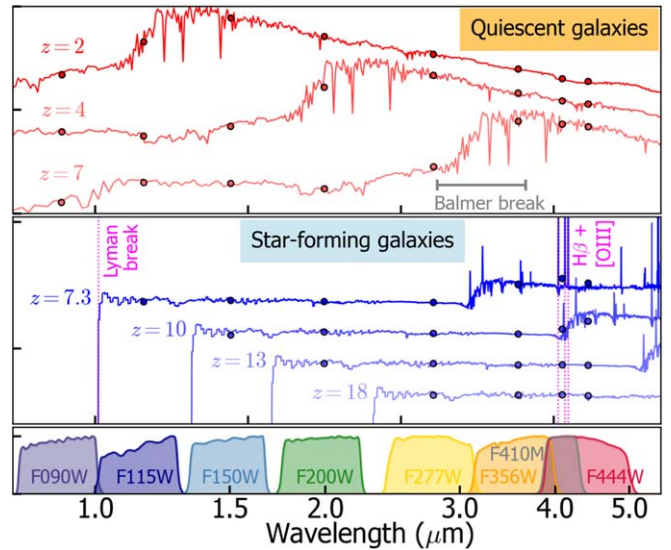 Quiescent galaxies
z = 2
z = 4
z = 7
Balmer break
Lyman
break
Star-forming galaxies
Hβ +
[OIII]
z = 7.3
z = 10
z = 13
z = 18
F090W
F115W
F150W
F200W
F277W
F410M
F356W
F444W
1.0
1.5
2.0
3.0
4.0
5.0
Wavelength (μm)